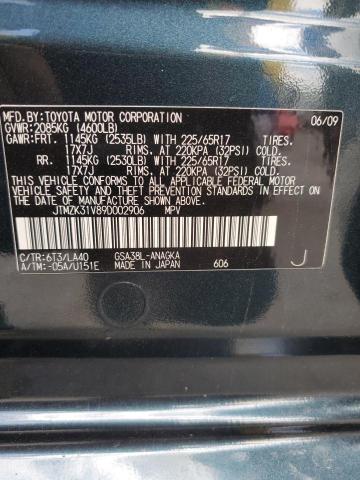 MFD.BY:TOYOTA MOTOR CORPORATION 06/09
GVWR:2085KG (4600LB)
GAWR:FRT. 1145KG (2535LB) WITH 225/65R17 TIRES.
17X7J RIMS. AT 220KPA (32PSI) COLD.
RR. 1145KG (2530LB) WITH 225/65R17 TIRES.
17X7J RIMS. AT 220KPA (32PSI) COLD.
THIS VEHICLE CONFORMS TO ALL APPLICABLE FEDERAL MOTOR
VEHICLE SAFETY, BUMPER, AND THEFT PREVENTION STANDARDS IN
EFFECT ON THE DATE OF MANUFACTURE SHOWN ABOVE.
JTMZK31V89D002906 MPV
C/TR:6T3/LA40 GSA38L-ANAGKA
A/TM:-05A/U151E MADE IN JAPAN 606 J